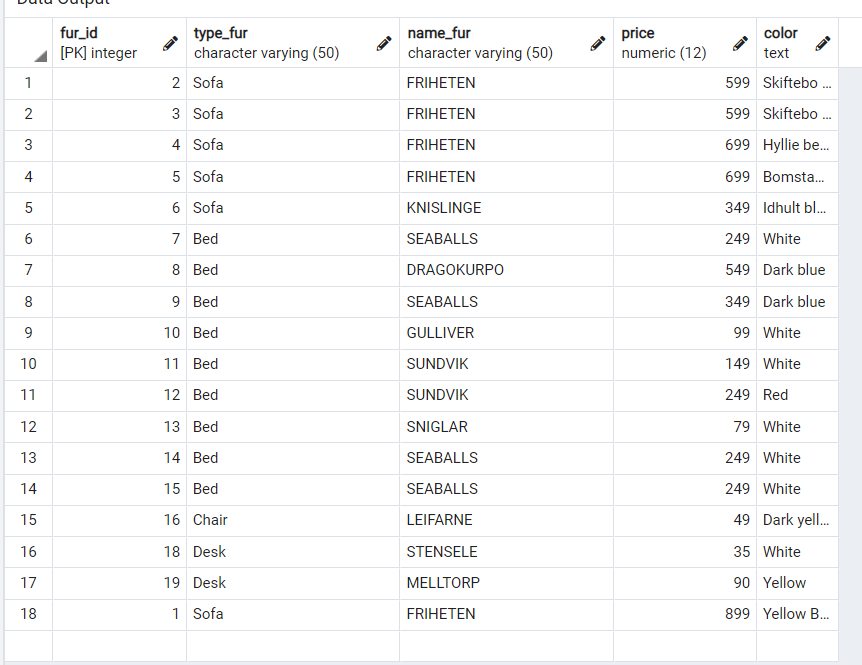 Data Output
fur_id type_fur name_fur price color
[PK] integer character varying (50) character varying (50) numeric (12) text
1 2 Sofa FRIHETEN 599 Skiftebo ...
2 3 Sofa FRIHETEN 599 Skiftebo ...
3 4 Sofa FRIHETEN 699 Hyllie be...
4 5 Sofa FRIHETEN 699 Bomsta...
5 6 Sofa KNISLINGE 349 Idhult bl...
6 7 Bed SEABALLS 249 White
7 8 Bed DRAGOKURPO 549 Dark blue
8 9 Bed SEABALLS 349 Dark blue
9 10 Bed GULLIVER 99 White
10 11 Bed SUNDVIK 149 White
11 12 Bed SUNDVIK 249 Red
12 13 Bed SNIGLAR 79 White
13 14 Bed SEABALLS 249 White
14 15 Bed SEABALLS 249 White
15 16 Chair LEIFARNE 49 Dark yell...
16 18 Desk STENSELE 35 White
17 19 Desk MELLTORP 90 Yellow
18 1 Sofa FRIHETEN 899 Yellow B...